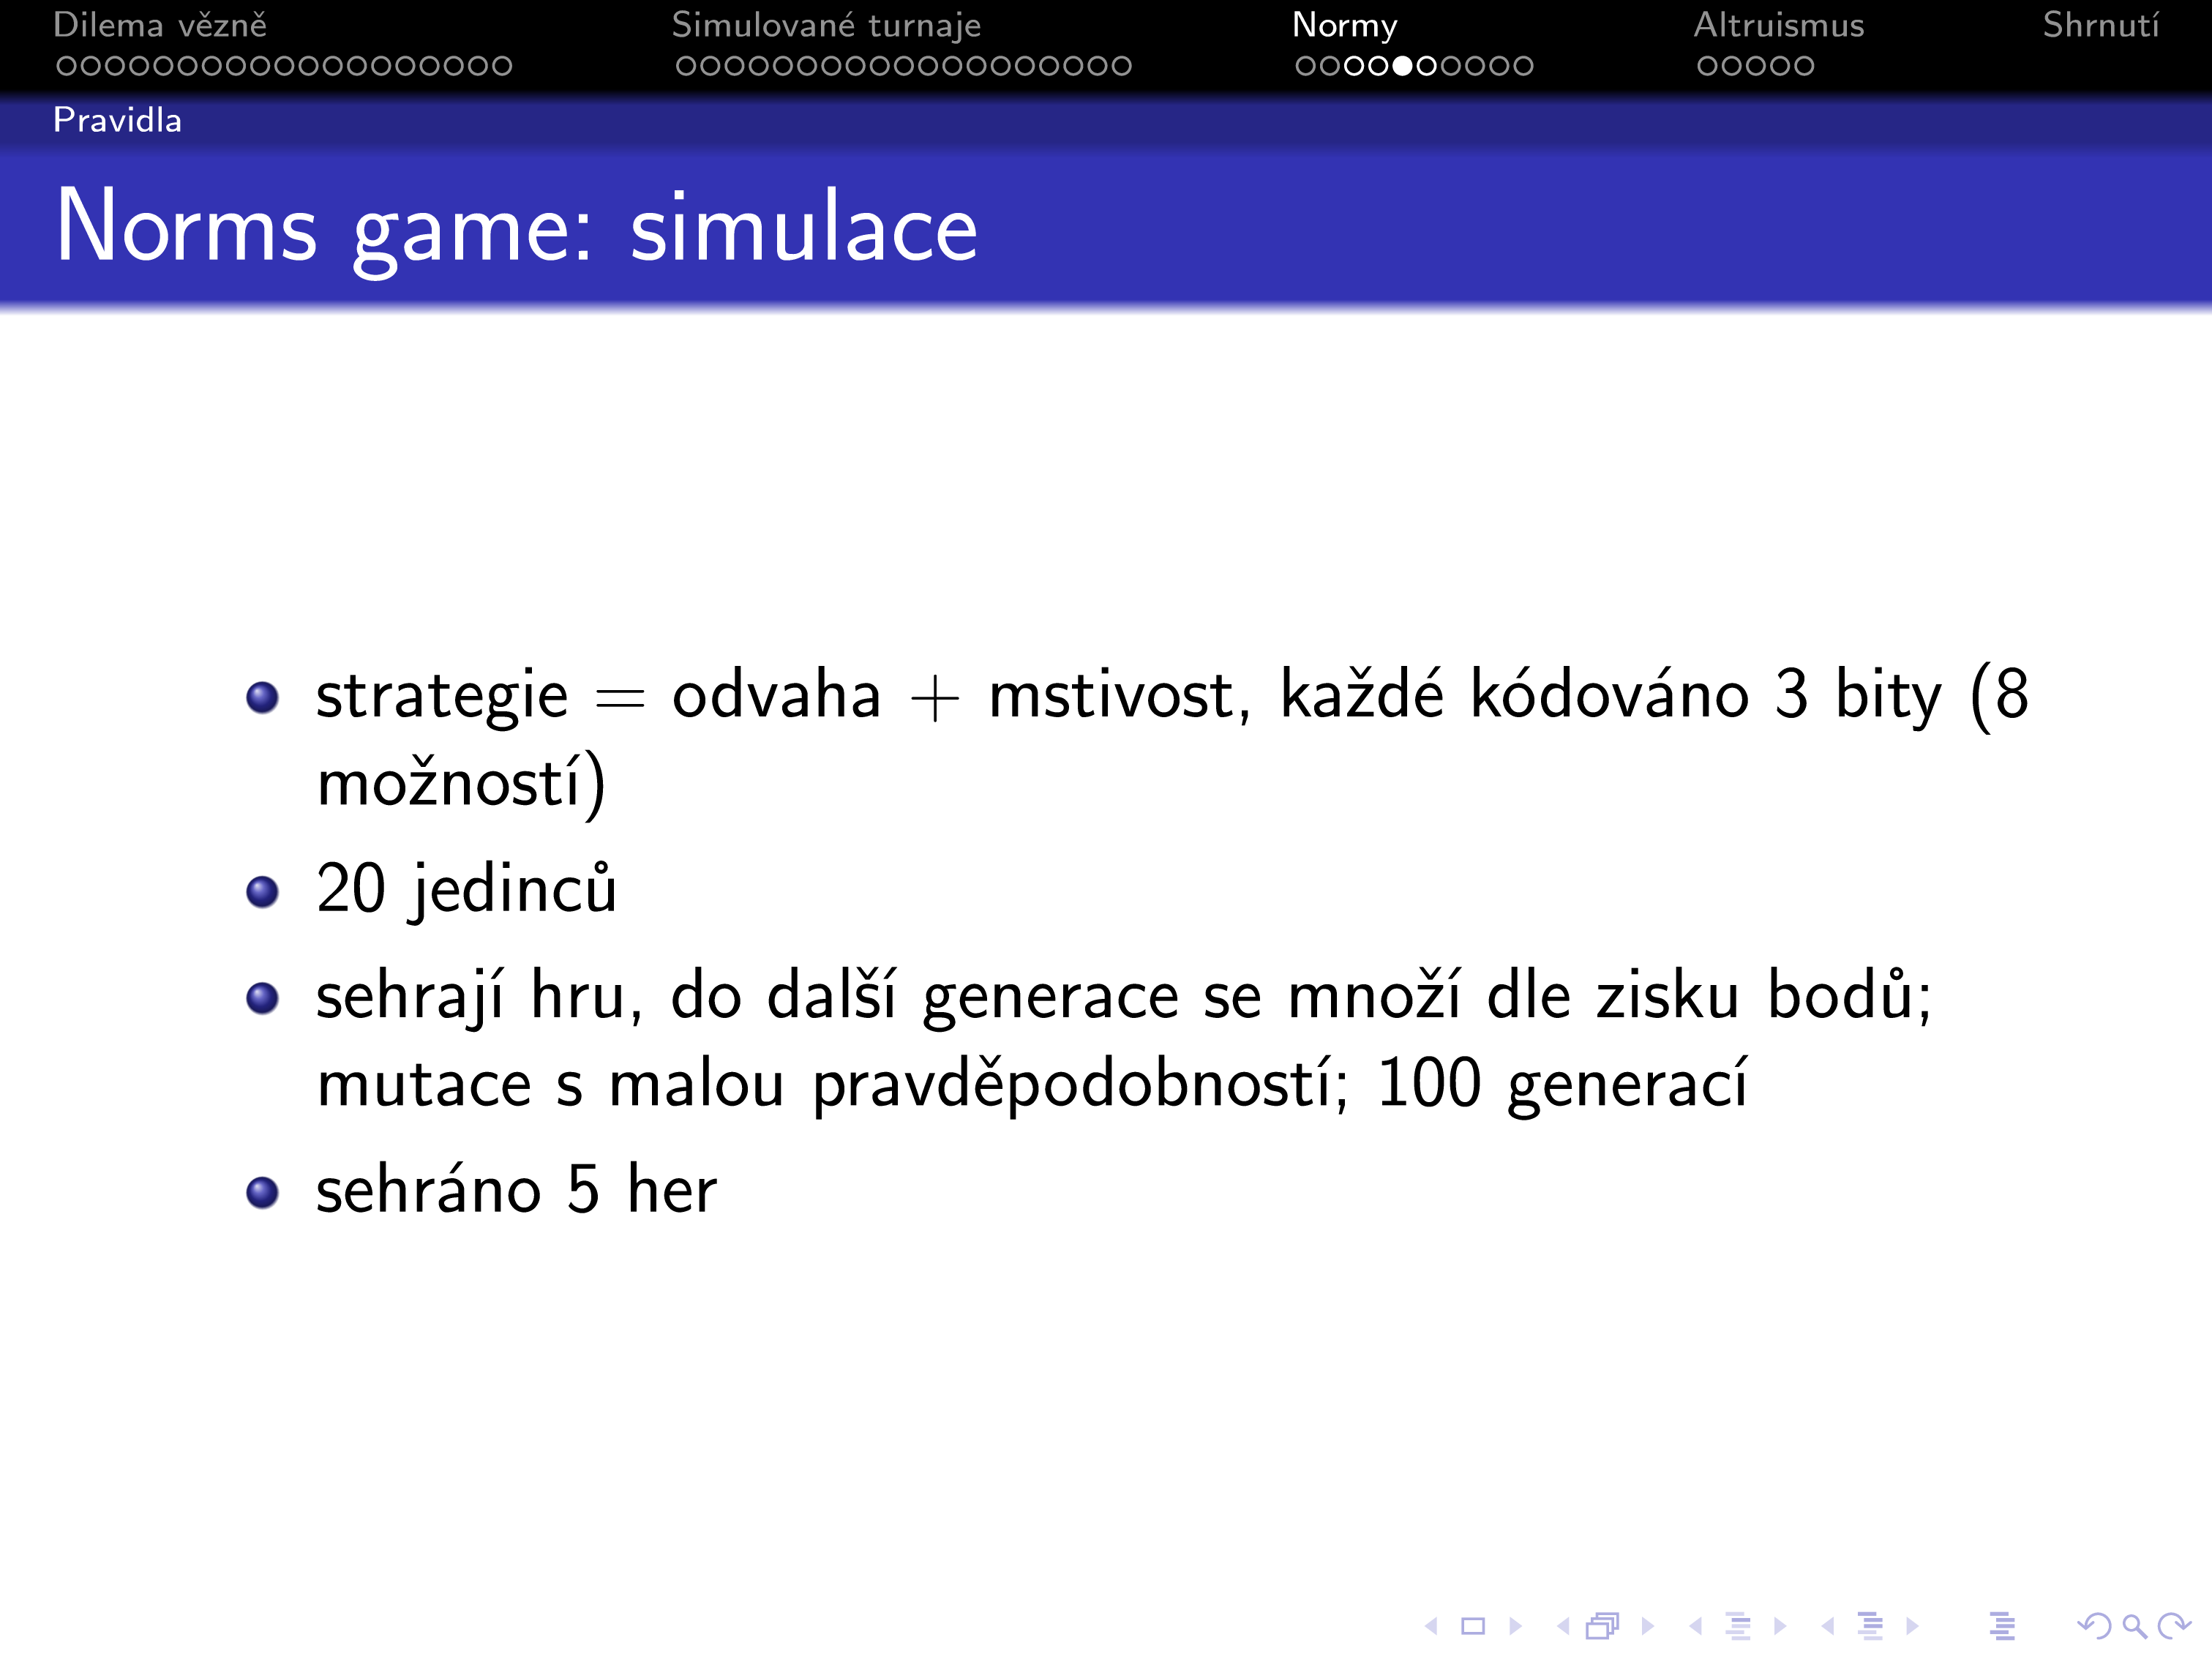 Dilema vězně
Simulované turnaje
Normy
Altruismus
Shrnutí
Pravidla
Norms game: simulace
strategie = odvaha + mstivost, každé kódováno 3 bity (8
možností)
20 jedinců
sehrají hru, do další generace se množí dle zisku bodů;
mutace s malou pravděpodobností; 100 generací
sehráno 5 her